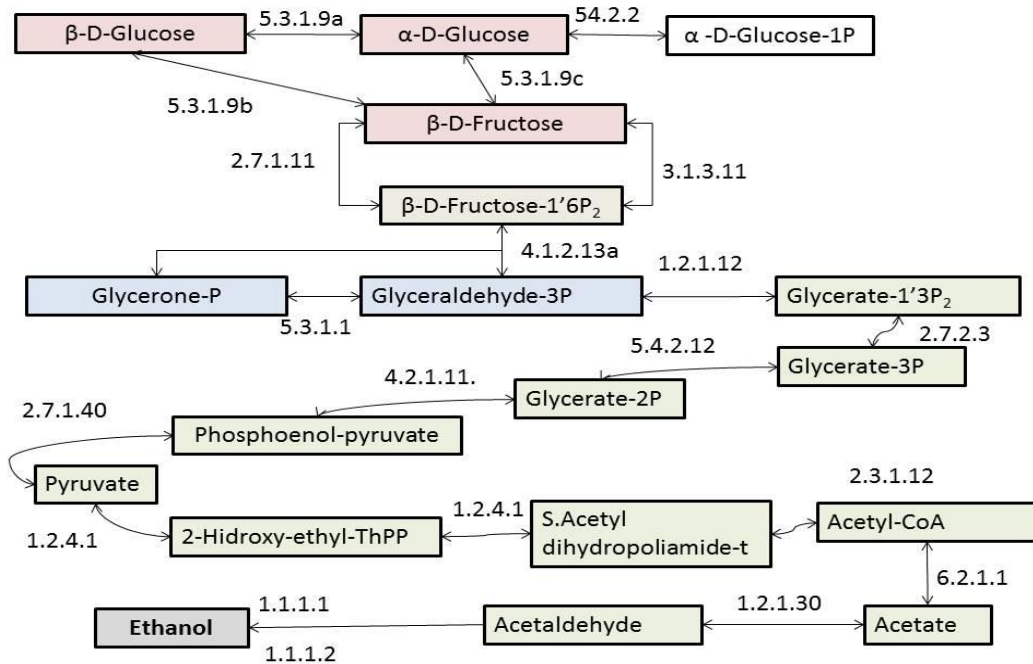 5.3.1.9a
54.2.2
β-D-Glucose
α-D-Glucose
α -D-Glucose-1P
5.3.1.9c
5.3.1.9b
β-D-Fructose
2.7.1.11
3.1.3.11
β-D-Fructose-1’6P₂
4.1.2.13a
1.2.1.12
Glycerone-P
Glyceraldehyde-3P
Glycerate-1’3P₂
5.3.1.1
2.7.2.3
5.4.2.12
Glycerate-3P
4.2.1.11.
Glycerate-2P
2.7.1.40
Phosphoenol-pyruvate
Pyruvate
2.3.1.12
1.2.4.1
1.2.4.1
2-Hidroxy-ethyl-ThPP
S.Acetyl
dihydropoliamide-t
Acetyl-CoA
6.2.1.1
1.1.1.1
1.2.1.30
Ethanol
Acetaldehyde
Acetate
1.1.1.2